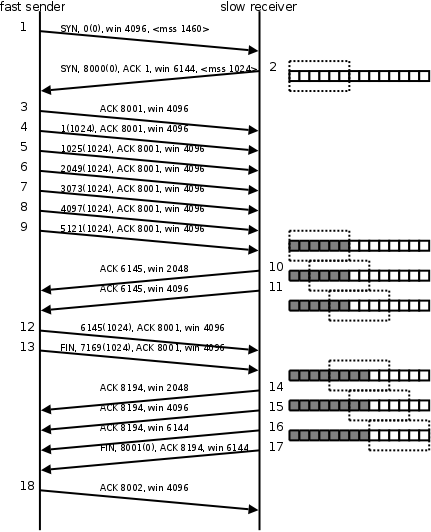 fast sender slow receiver
1 SYN, 0(0), win 4096, <mss 1460>
SYN, 8000(0), ACK 1, win 6144, <mss 1024> 2
3 ACK 8001, win 4096
4 1(1024), ACK 8001, win 4096
5 1025(1024), ACK 8001, win 4096
6 2049(1024), ACK 8001, win 4096
7 3073(1024), ACK 8001, win 4096
8 4097(1024), ACK 8001, win 4096
9 5121(1024), ACK 8001, win 4096
ACK 6145, win 2048 10
ACK 6145, win 4096 11
12 6145(1024), ACK 8001, win 4096
13 FIN, 7169(1024), ACK 8001, win 4096
ACK 8194, win 2048 14
ACK 8194, win 4096 15
ACK 8194, win 6144 16
FIN, 8001(0), ACK 8194, win 6144 17
18 ACK 8002, win 4096